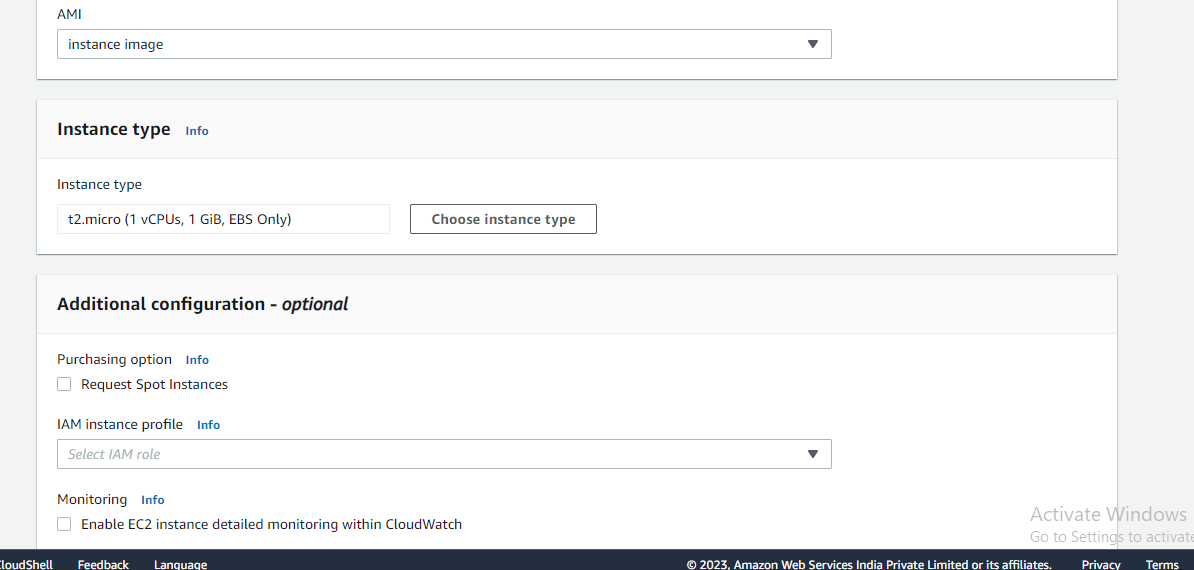 AMI
instance image
Instance type Info
Instance type
t2.micro (1 vCPUs, 1 GiB, EBS Only)
Choose instance type
Additional configuration - optional
Purchasing option Info
Request Spot Instances
IAM instance profile Info
Select IAM role
Monitoring Info
Enable EC2 instance detailed monitoring within CloudWatch
Activate Windows
Go to Settings to activate
CloudShell Feedback Language © 2023, Amazon Web Services India Private Limited or its affiliates. Privacy Terms